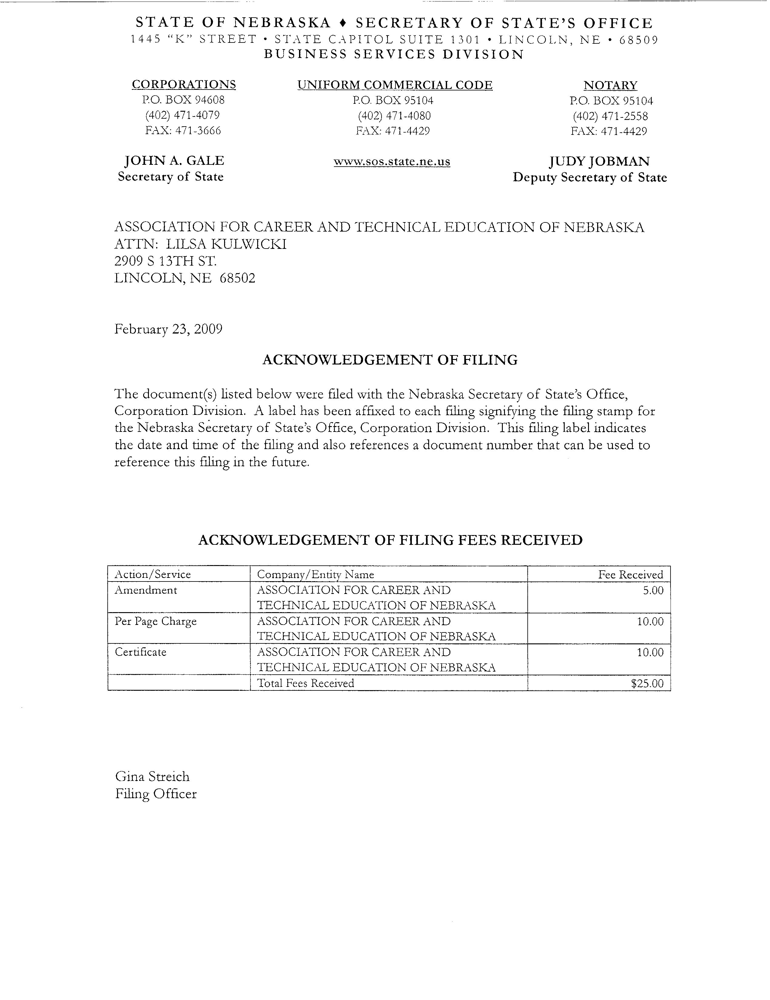 STATE OF NEBRASKA ♦ SECRETARY OF STATE'S OFFICE
1445 "K" STREET • STATE CAPITOL SUITE 1301 • LINCOLN, NE • 68509
BUSINESS SERVICES DIVISION
CORPORATIONS
P.O. BOX 94608
(402) 471-4079
FAX: 471-3666
UNIFORM COMMERCIAL CODE
P.O. BOX 95104
(402) 471-4080
FAX: 471-4429
NOTARY
P.O. BOX 95104
(402) 471-2558
FAX: 471-4429
JOHN A. GALE
Secretary of State
www.sos.state.ne.us
JUDY JOBMAN
Deputy Secretary of State
ASSOCIATION FOR CAREER AND TECHNICAL EDUCATION OF NEBRASKA
ATTN: LILSA KULWICKI
2909 S 13TH ST.
LINCOLN, NE 68502
February 23, 2009
ACKNOWLEDGEMENT OF FILING
The document(s) listed below were filed with the Nebraska Secretary of State's Office,
Corporation Division. A label has been affixed to each filing signifying the filing stamp for
the Nebraska Secretary of State's Office, Corporation Division. This filing label indicates
the date and time of the filing and also references a document number that can be used to
reference this filing in the future.
ACKNOWLEDGEMENT OF FILING FEES RECEIVED
Action/Service Company/Entity Name Fee Received
Amendment ASSOCIATION FOR CAREER AND 5.00
TECHNICAL EDUCATION OF NEBRASKA
Per Page Charge ASSOCIATION FOR CAREER AND 10.00
TECHNICAL EDUCATION OF NEBRASKA
Certificate ASSOCIATION FOR CAREER AND 10.00
TECHNICAL EDUCATION OF NEBRASKA
Total Fees Received $25.00
Gina Streich
Filing Officer